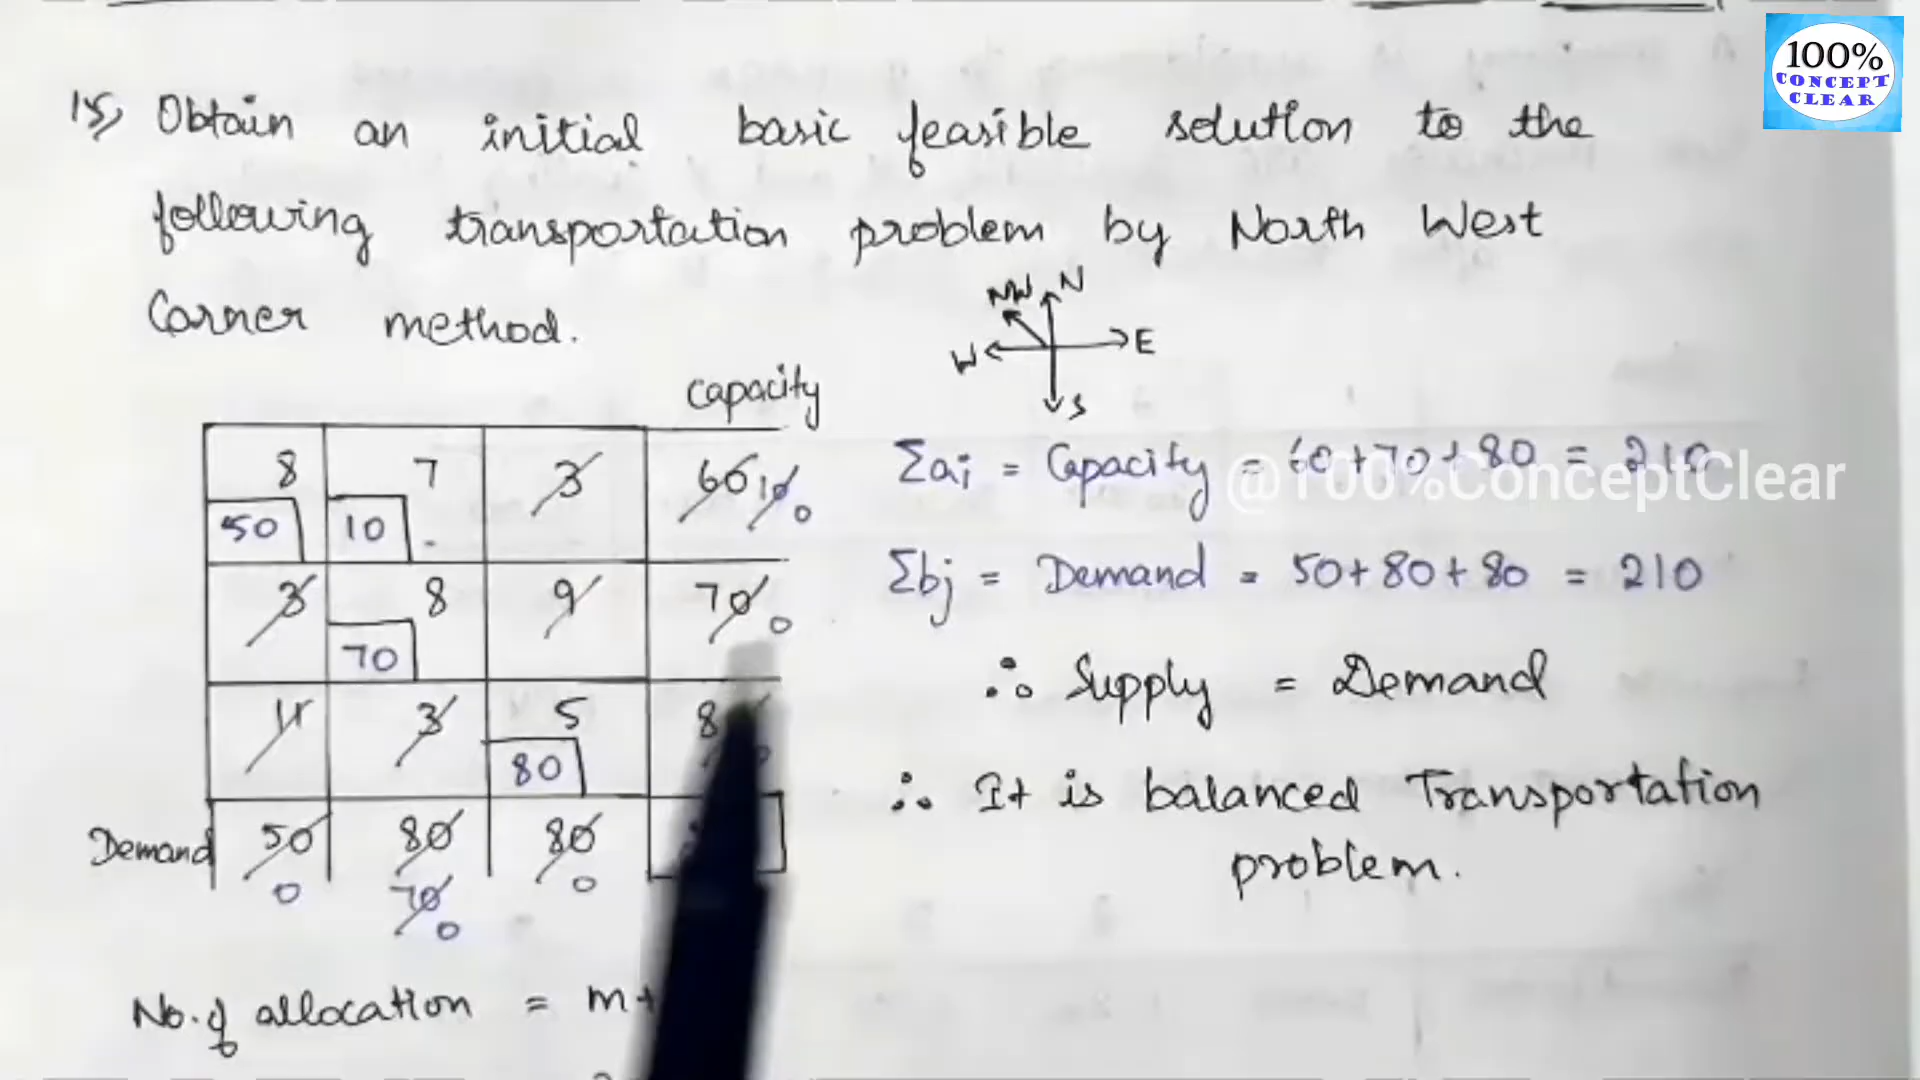 100%
CONCEPT
CLEAR
15, Obtain an initial basic feasible solution to the
following transportation problem by North West
Corner method.
NW N
W E
S
Capacity
8 7 3 60 10 0
50 10
3 8 9 70 0
70
11 3 5 8
80
Demand 50 80 80
0 70 0
0
Σai = Capacity = 60+70+80 = 210
@100%ConceptClear
Σbj = Demand = 50+80+80 = 210
∴ Supply = Demand
∴ It is balanced Transportation
problem.
No. of allocation = m+